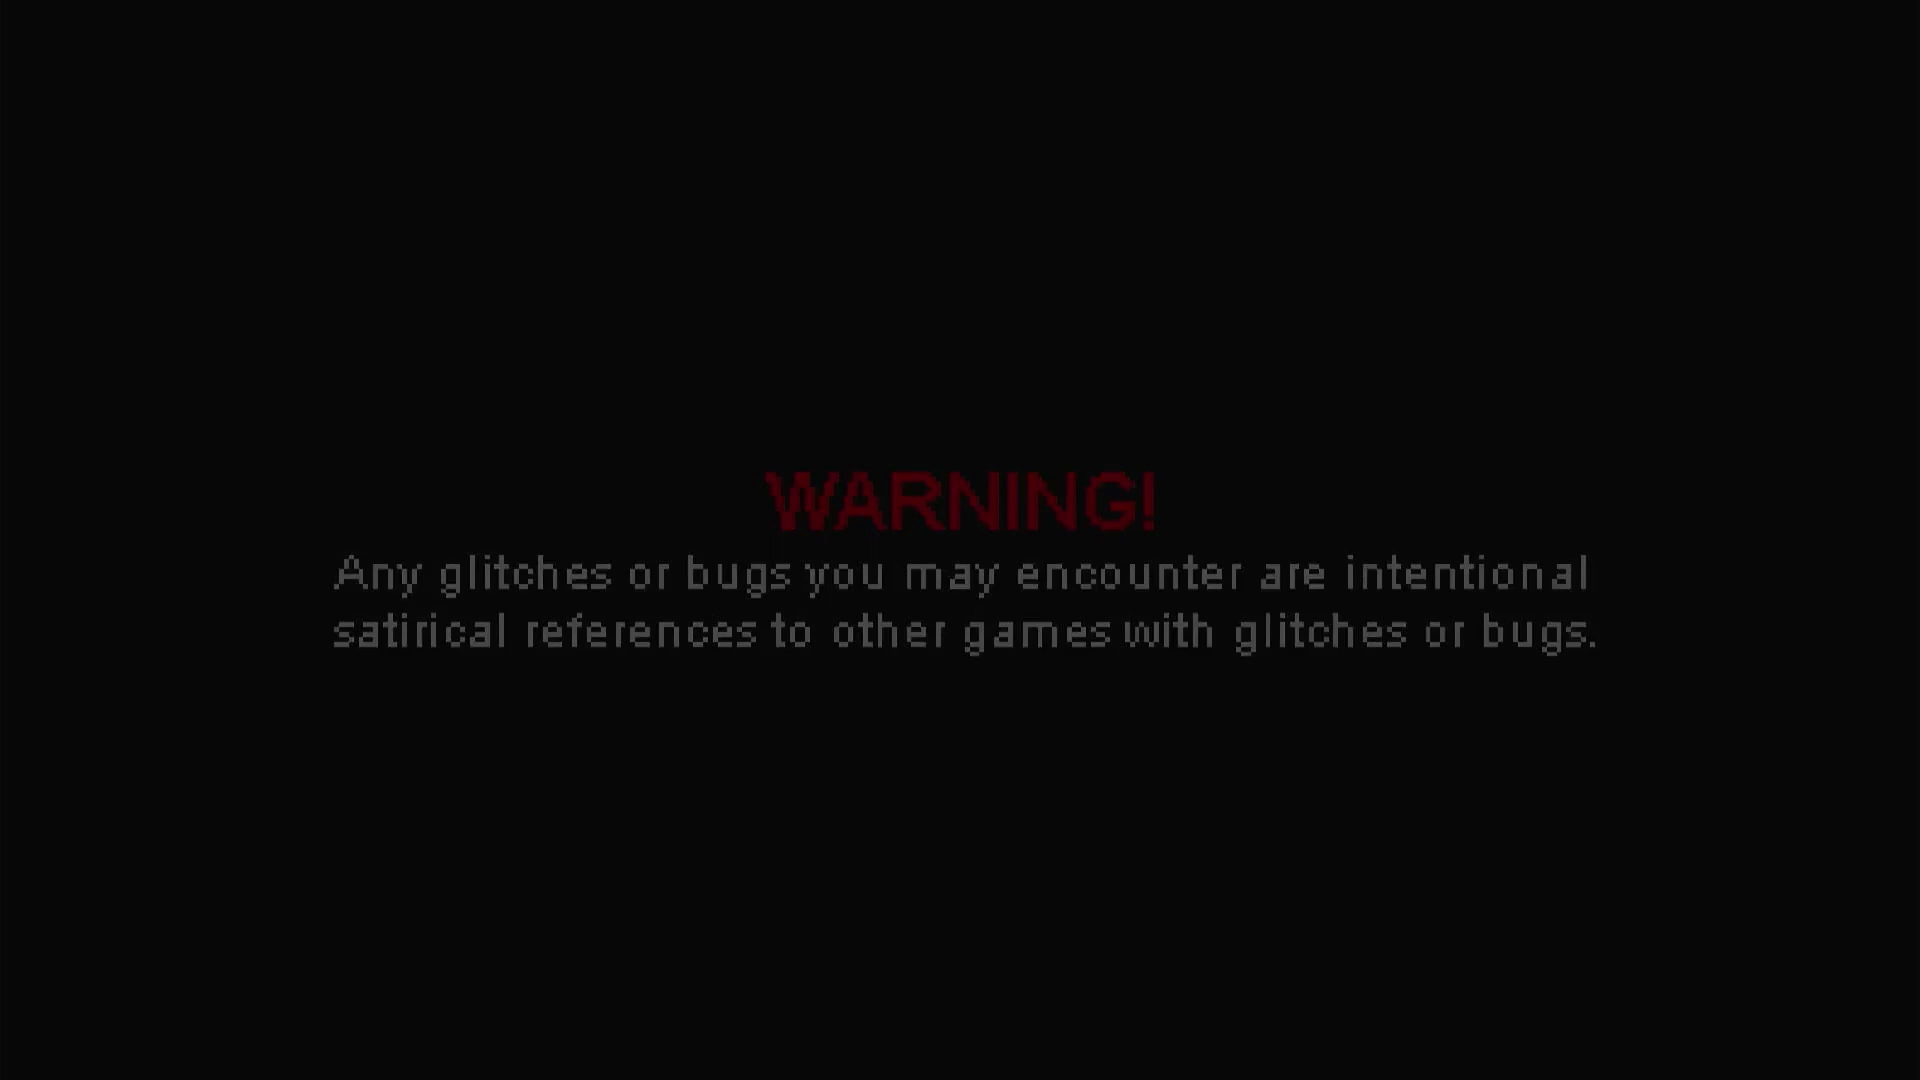 WARNING!
Any glitches or bugs you may encounter are intentional
satirical references to other games with glitches or bugs.